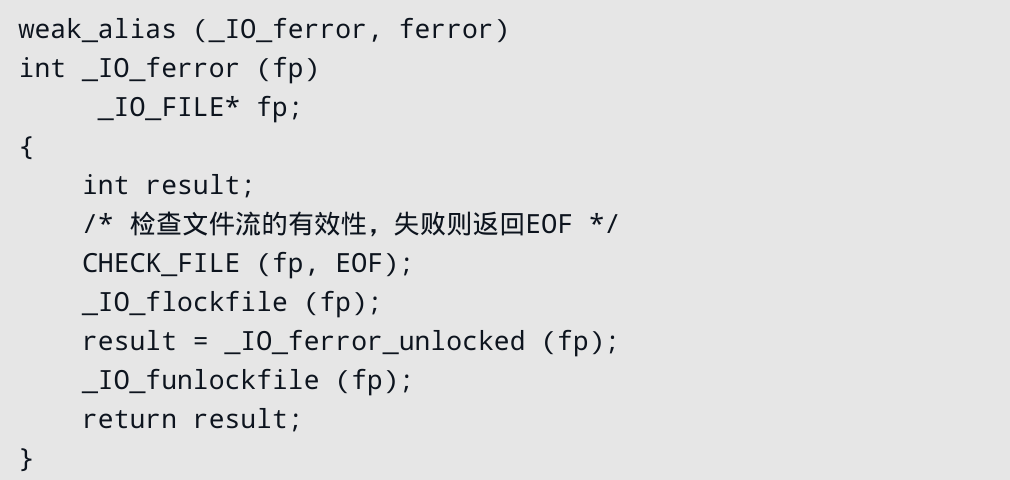 weak_alias (_IO_ferror, ferror)
int _IO_ferror (fp)
     _IO_FILE* fp;
{
    int result;
    /* 检查文件流的有效性，失败则返回EOF */
    CHECK_FILE (fp, EOF);
    _IO_flockfile (fp);
    result = _IO_ferror_unlocked (fp);
    _IO_funlockfile (fp);
    return result;
}